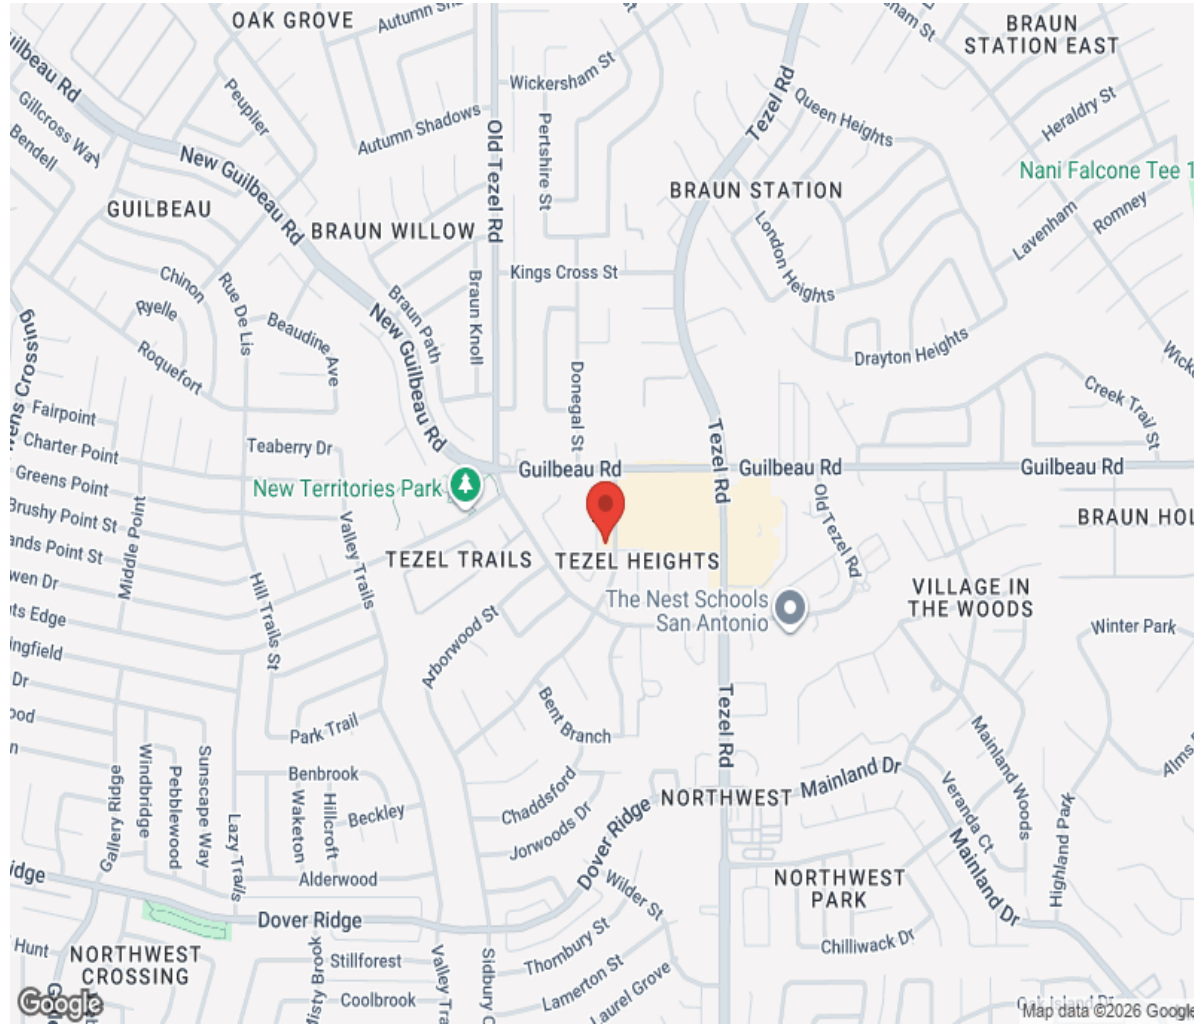 OAK GROVE
Autumn Sha
BRAUN
STATION EAST
Wickersham St
Tezel Rd
Queen Heights
Heraldry St
Peuplier
Autumn Shadows
Old Tezel Rd
Pertshire St
Gillcross Way
Bendell
New Guilbeau Rd
Nani Falcone Tee 1
BRAUN STATION
GUILBEAU
BRAUN WILLOW
London Heights
Lavenham
Romney
Kings Cross St
Chinon
Ryelle
Rue De Lis
Beaudine Ave
Roquefort
Braun Path
Braun Knoll
New Guilbeau Rd
Drayton Heights
Donegal St
Creek Trail St
Fairpoint
Charter Point
Greens Point
Brushy Point St
Teaberry Dr
Tezel Rd
Guilbeau Rd
Guilbeau Rd
Guilbeau Rd
New Territories Park
Middle Point
Valley Trails
Old Tezel Rd
BRAUN HOL
TEZEL TRAILS
TEZEL HEIGHTS
VILLAGE IN
THE WOODS
The Nest Schools
San Antonio
Winter Park
Hill Trails St
Arborwood St
Bent Branch
Tezel Rd
Park Trail
Mainland Woods
Windbridge
Pebblewood
Sunscape Way
Gallery Ridge
Benbrook
Waketon
Hillcroft
Beckley
Chaddsford
Jorwoods Dr
Dover Ridge
NORTHWEST
Mainland Dr
Veranda Ct
Mainland Dr
Highland Park
Lazy Trails
Alderwood
Wilder St
NORTHWEST
PARK
Dover Ridge
Chilliwack Dr
NORTHWEST
CROSSING
Hunt
Stillforest
Coolbrook
Thornbury St
Lamerton St
Laurel Grove
Google
Map data ©2026 Google